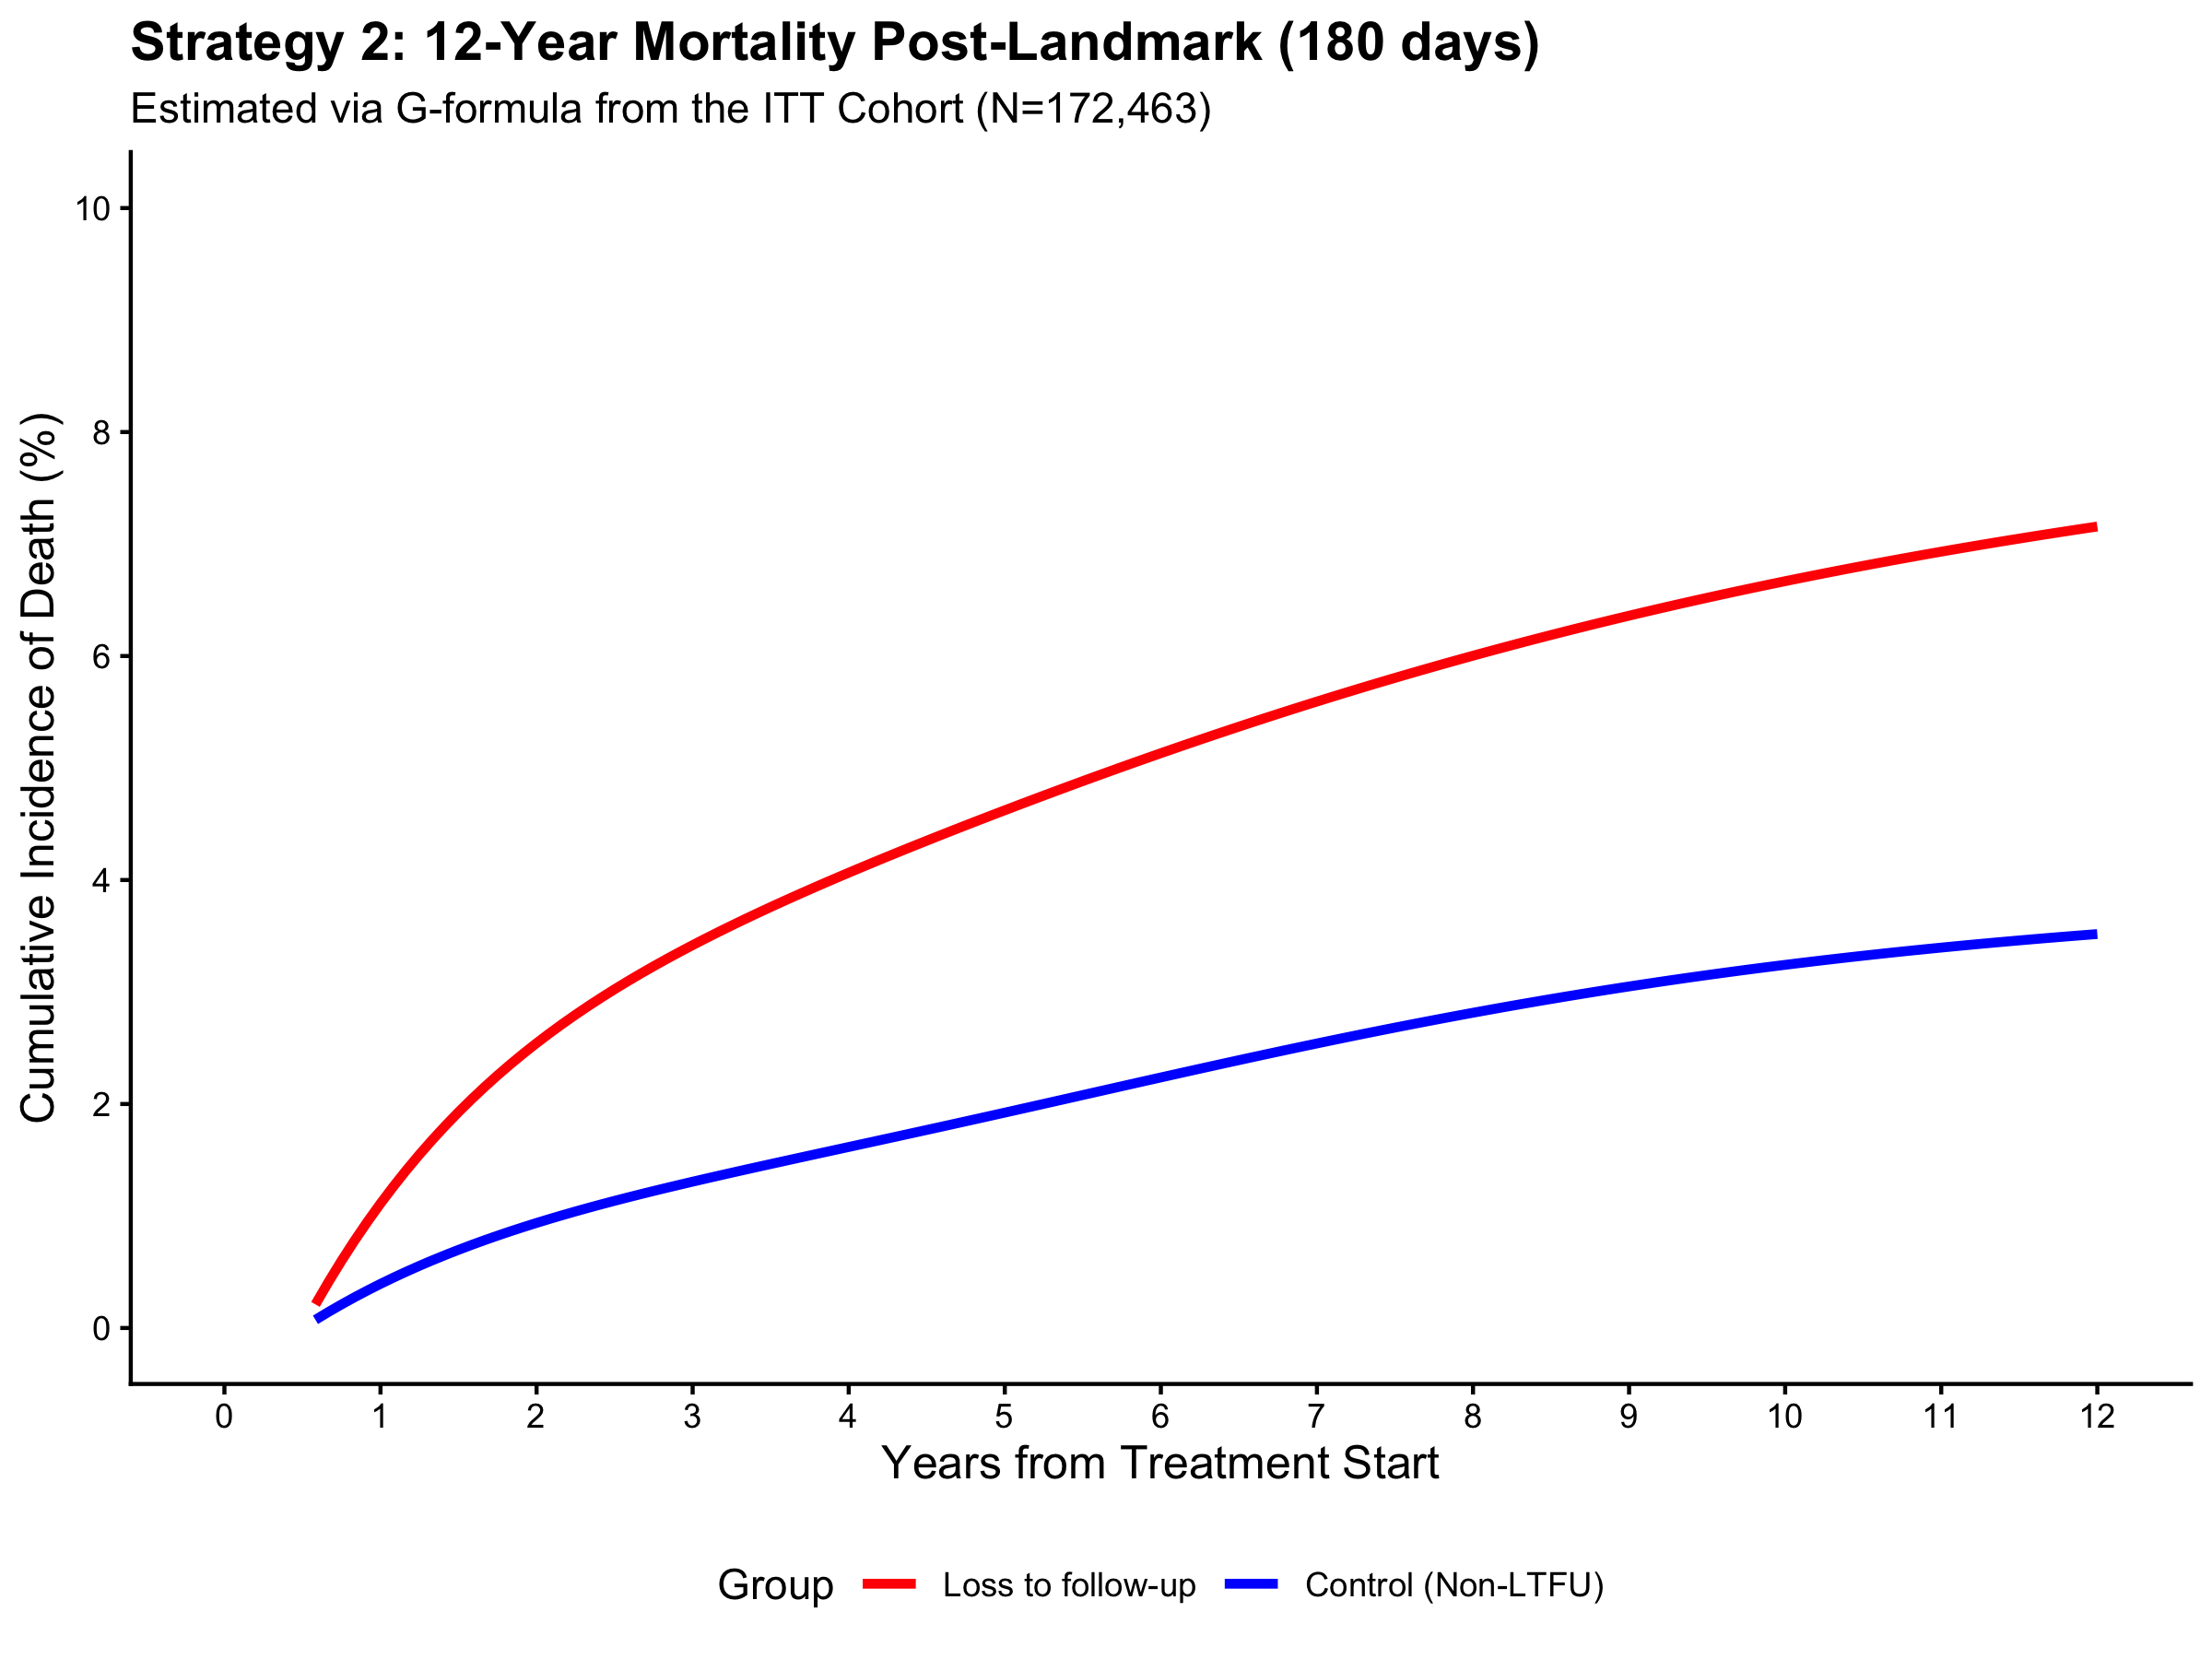 Strategy 2: 12-Year Mortality Post-Landmark (180 days)
Estimated via G-formula from the ITT Cohort (N=172,463)
Cumulative Incidence of Death (%)
10
8
6
4
2
0
0 1 2 3 4 5 6 7 8 9 10 11 12
Years from Treatment Start
Group Loss to follow-up Control (Non-LTFU)